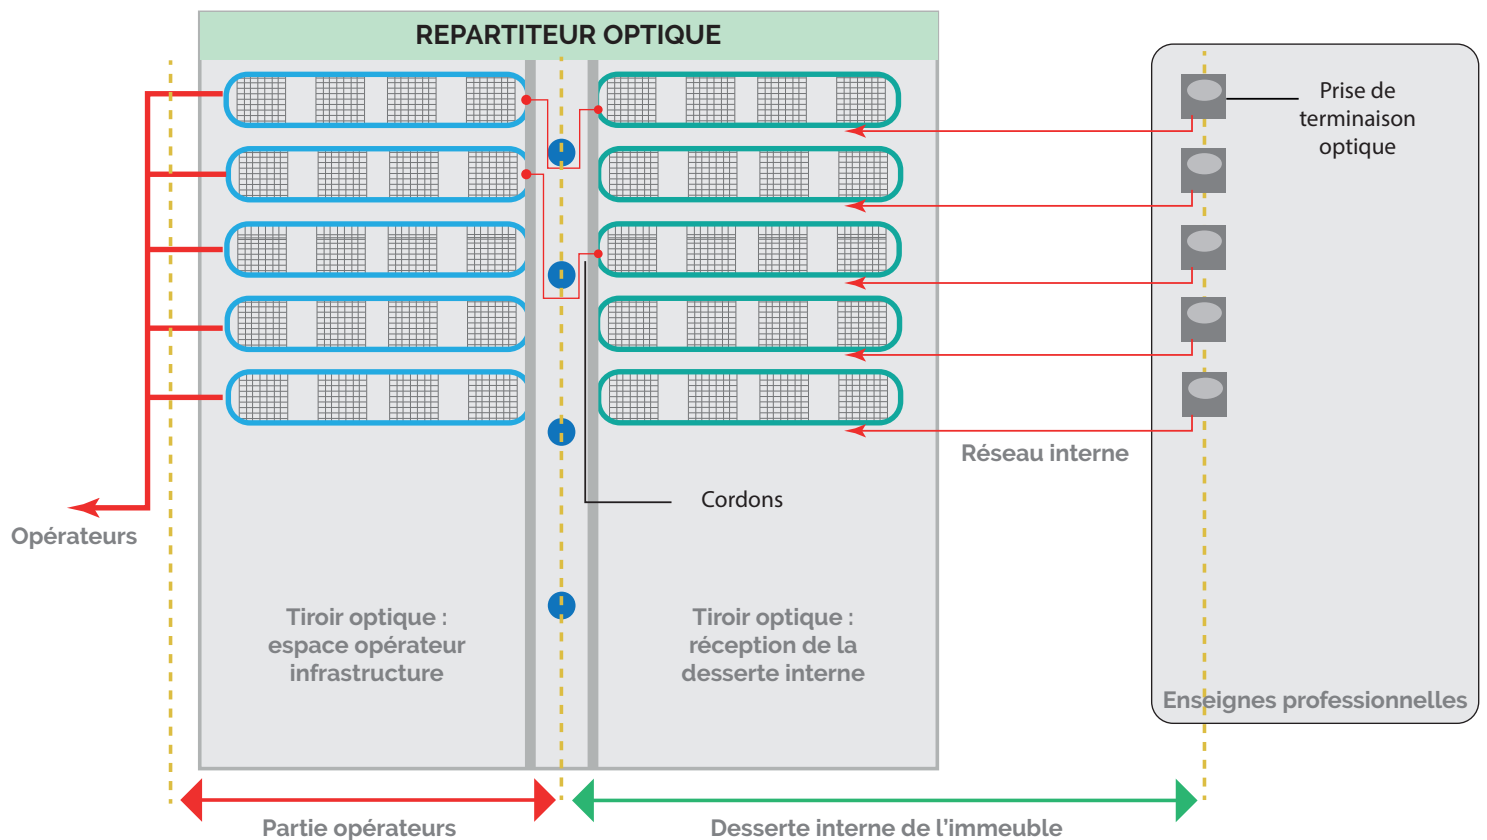 REPARTITEUR OPTIQUE
Prise de
terminaison
optique
Réseau interne
Cordons
Opérateurs
Tiroir optique :
espace opérateur
infrastructure
Tiroir optique :
réception de la
desserte interne
Enseignes professionnelles
Partie opérateurs
Desserte interne de l’immeuble